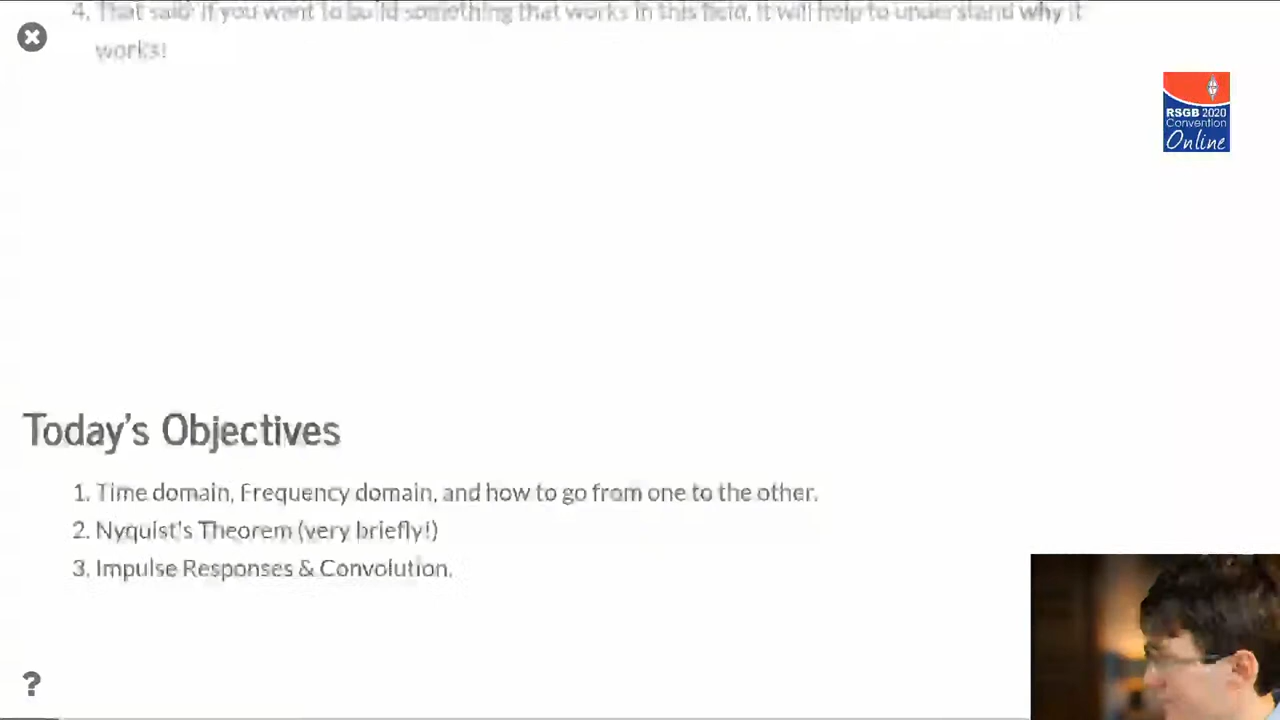 4. That said: if you want to build something that works in this field, it will help to understand why it
works!
RSGB 2020
Convention
Online
Today's Objectives
1. Time domain, Frequency domain, and how to go from one to the other.
2. Nyquist's Theorem (very briefly!)
3. Impulse Responses & Convolution.
?